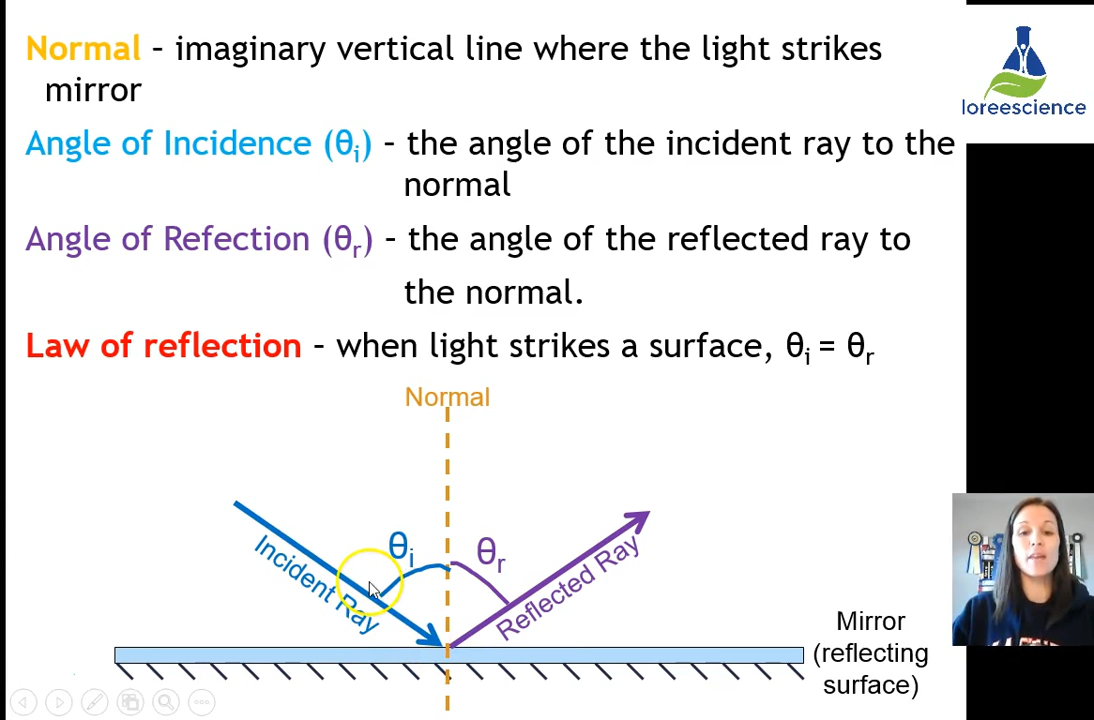 Normal – imaginary vertical line where the light strikes
mirror
loreescience
Angle of Incidence (θi) – the angle of the incident ray to the
normal
Angle of Refection (θr) – the angle of the reflected ray to
the normal.
Law of reflection – when light strikes a surface, θi = θr
Normal
θi
θr
Incident Ray
Reflected Ray
Mirror
(reflecting
surface)